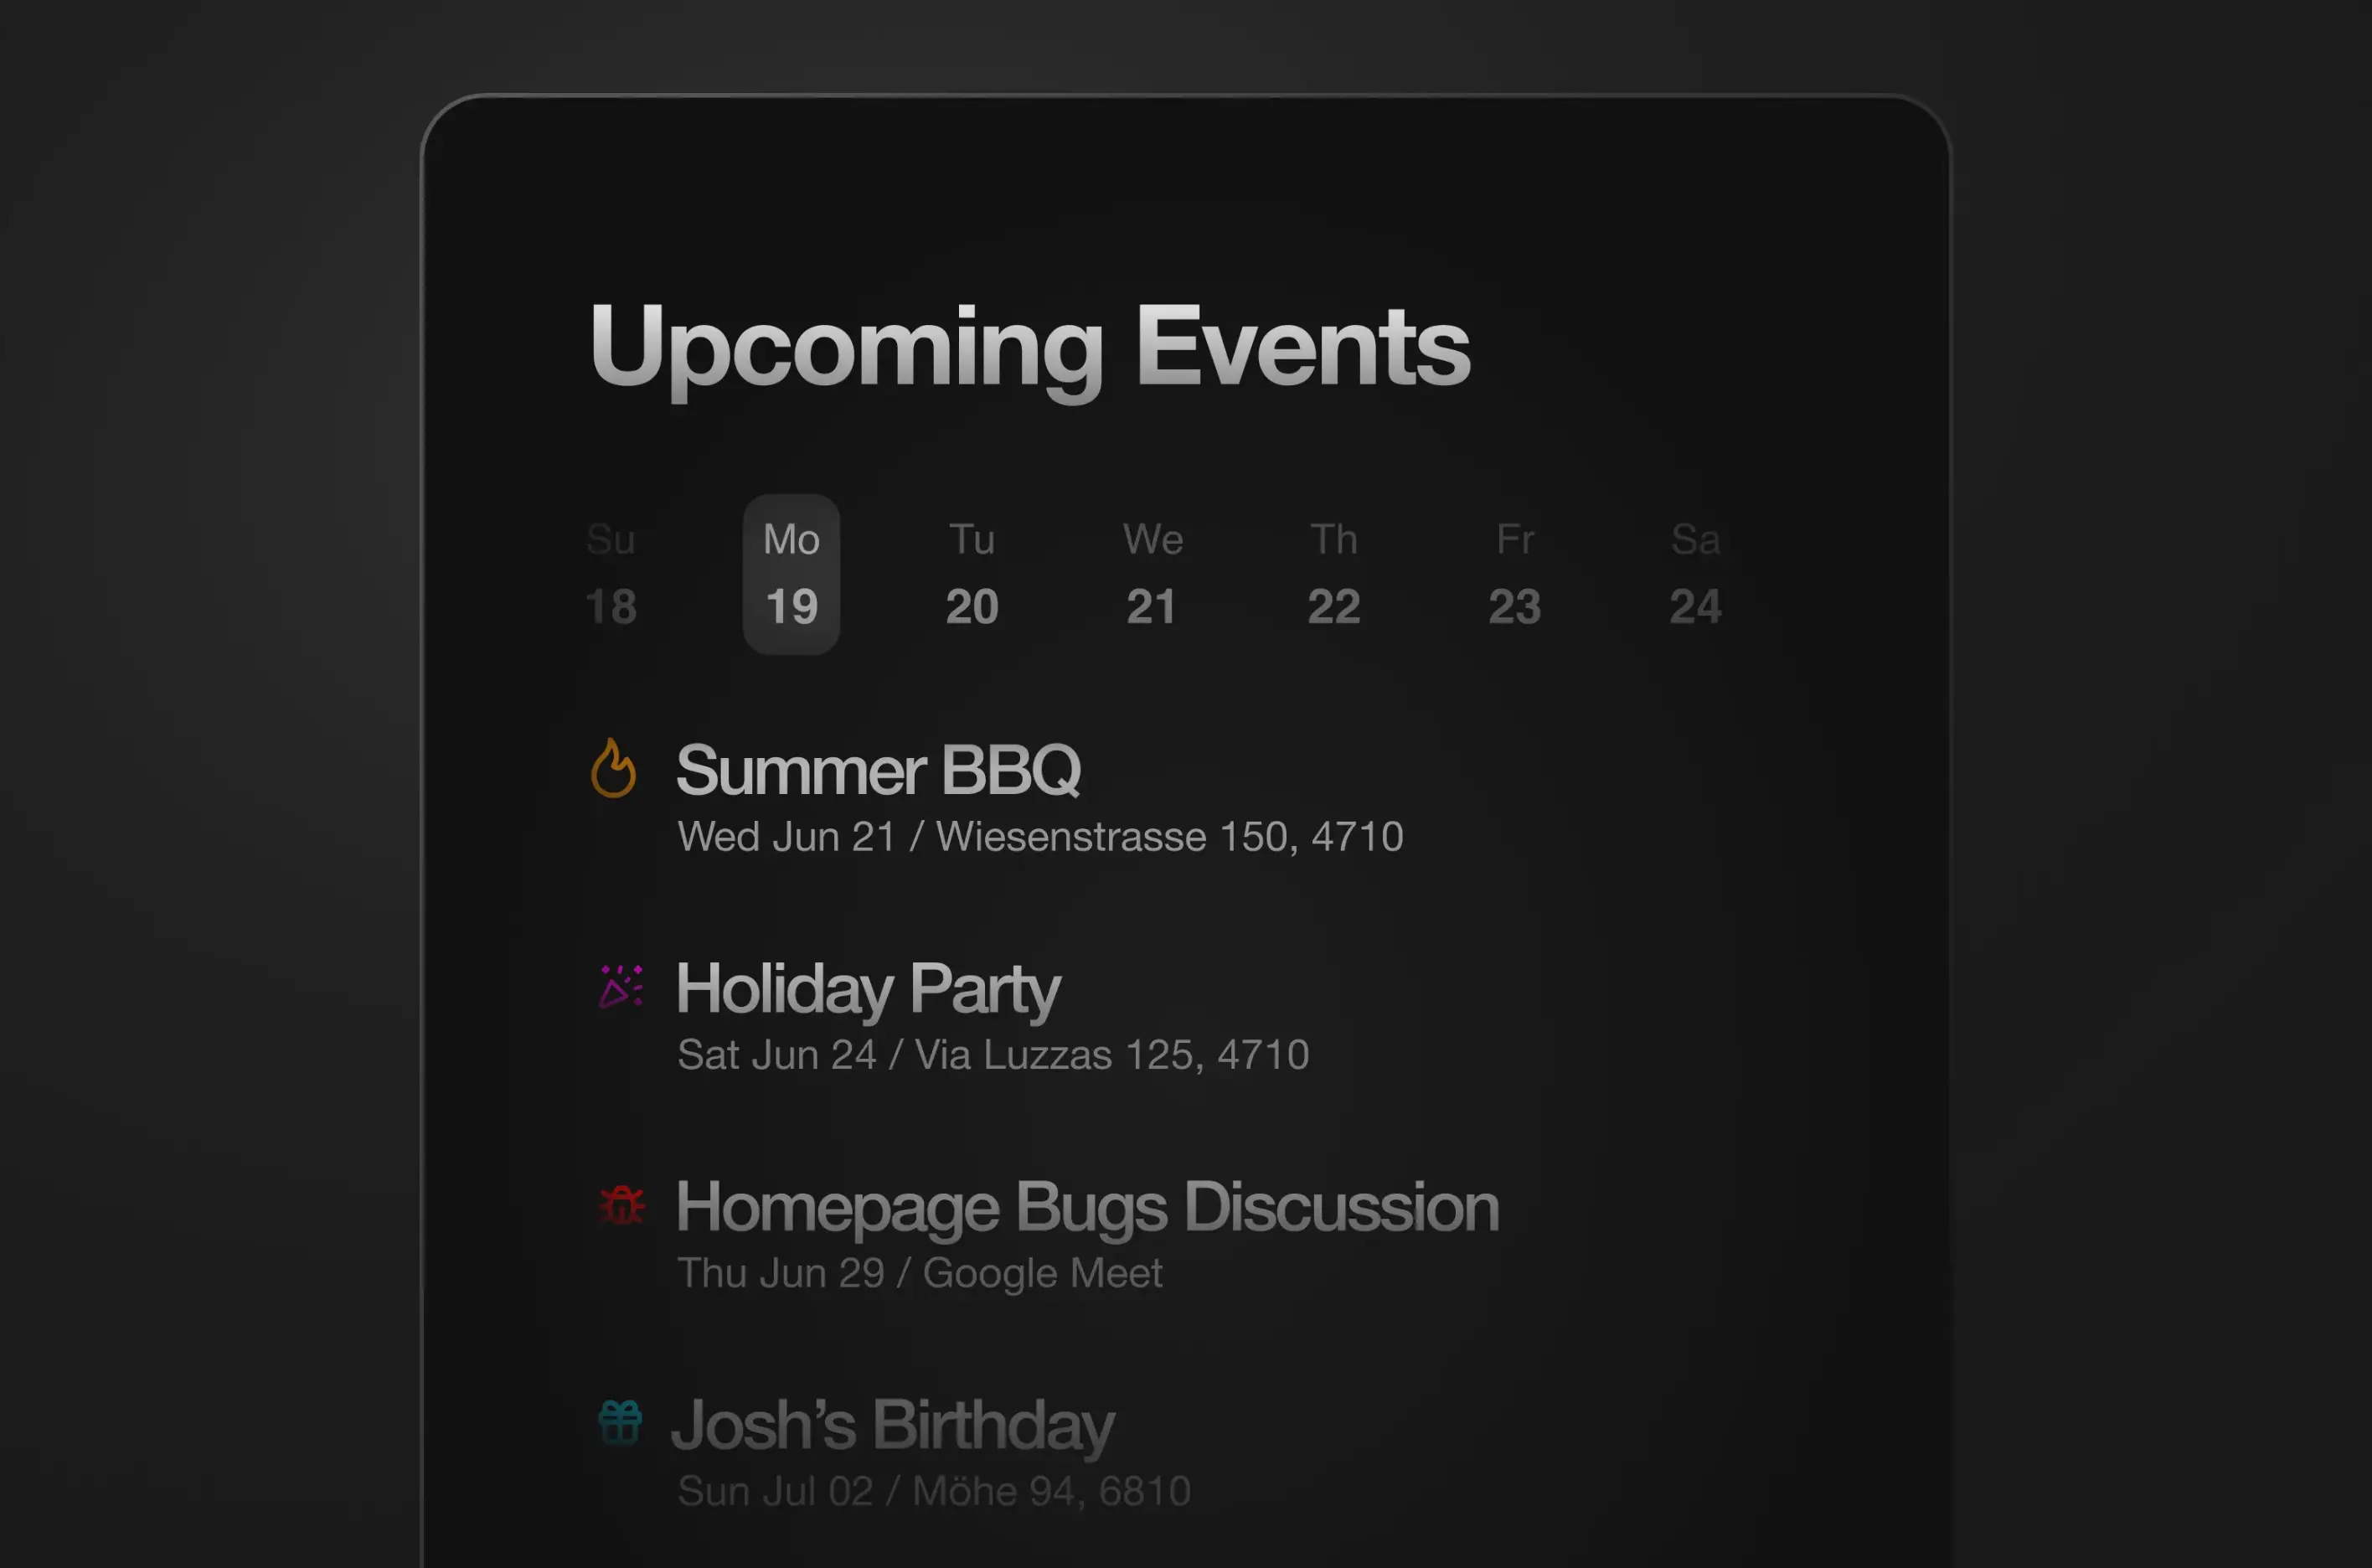 Upcoming Events
Su Mo Tu We Th Fr Sa
18 19 20 21 22 23 24
Summer BBQ
Wed Jun 21 / Wiesenstrasse 150, 4710
Holiday Party
Sat Jun 24 / Via Luzzas 125, 4710
Homepage Bugs Discussion
Thu Jun 29 / Google Meet
Josh’s Birthday
Sun Jul 02 / Möhe 94, 6810